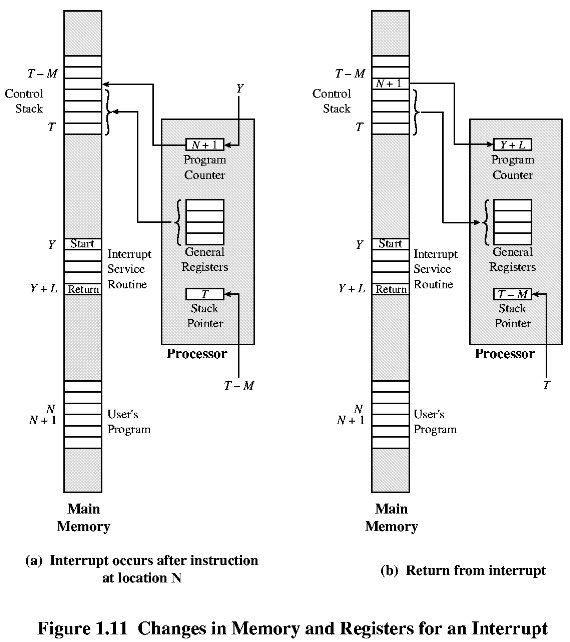 T – M
Control
Stack
T
Y
N + 1
Program
Counter
General
Registers
T
Stack
Pointer
Processor
T – M
Y
Start
Interrupt
Service
Routine
Y + L
Return
N
N + 1
User's
Program
Main
Memory
(a) Interrupt occurs after instruction
at location N
T – M
N + 1
Control
Stack
T
Y + L
Program
Counter
General
Registers
T – M
Stack
Pointer
Processor
T
Y
Start
Interrupt
Service
Routine
Y + L
Return
N
N + 1
User's
Program
Main
Memory
(b) Return from interrupt
Figure 1.11 Changes in Memory and Registers for an Interrupt